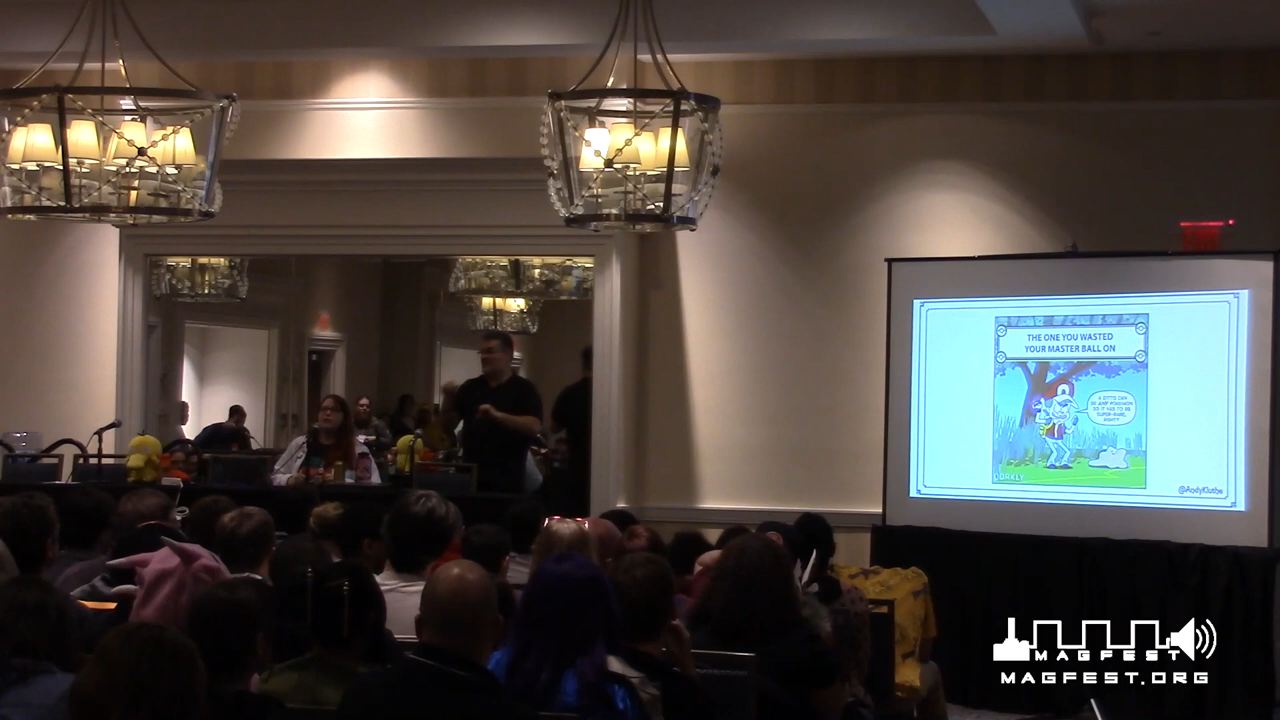 THE ONE YOU WASTED
YOUR MASTER BALL ON
A DITTO CAN
BE ANY POKEMON
SO IT HAS TO BE
SUPER-RARE,
RIGHT?
DORKLY
@AndyKluthe
MAGFEST
MAGFEST.ORG